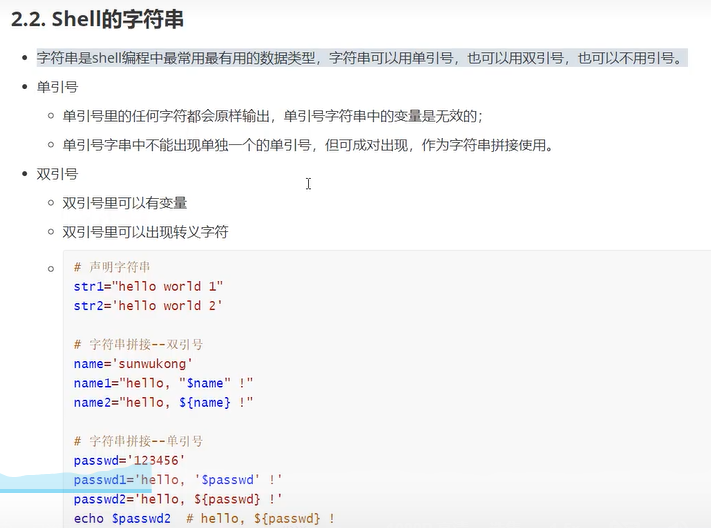 2.2. Shell的字符串
字符串是shell编程中最常用最有用的数据类型，字符串可以用单引号，也可以用双引号，也可以不用引号。
单引号
单引号里的任何字符都会原样输出，单引号字符串中的变量是无效的；
单引号字串中不能出现单独一个的单引号，但可成对出现，作为字符串拼接使用。
双引号
双引号里可以有变量
双引号里可以出现转义字符
# 声明字符串
str1="hello world 1"
str2='hello world 2'
# 字符串拼接--双引号
name='sunwukong'
name1="hello, "$name" !"
name2="hello, ${name} !"
# 字符串拼接--单引号
passwd='123456'
passwd1='hello, '$passwd' !'
passwd2='hello, ${passwd} !'
echo $passwd2  # hello, ${passwd} !